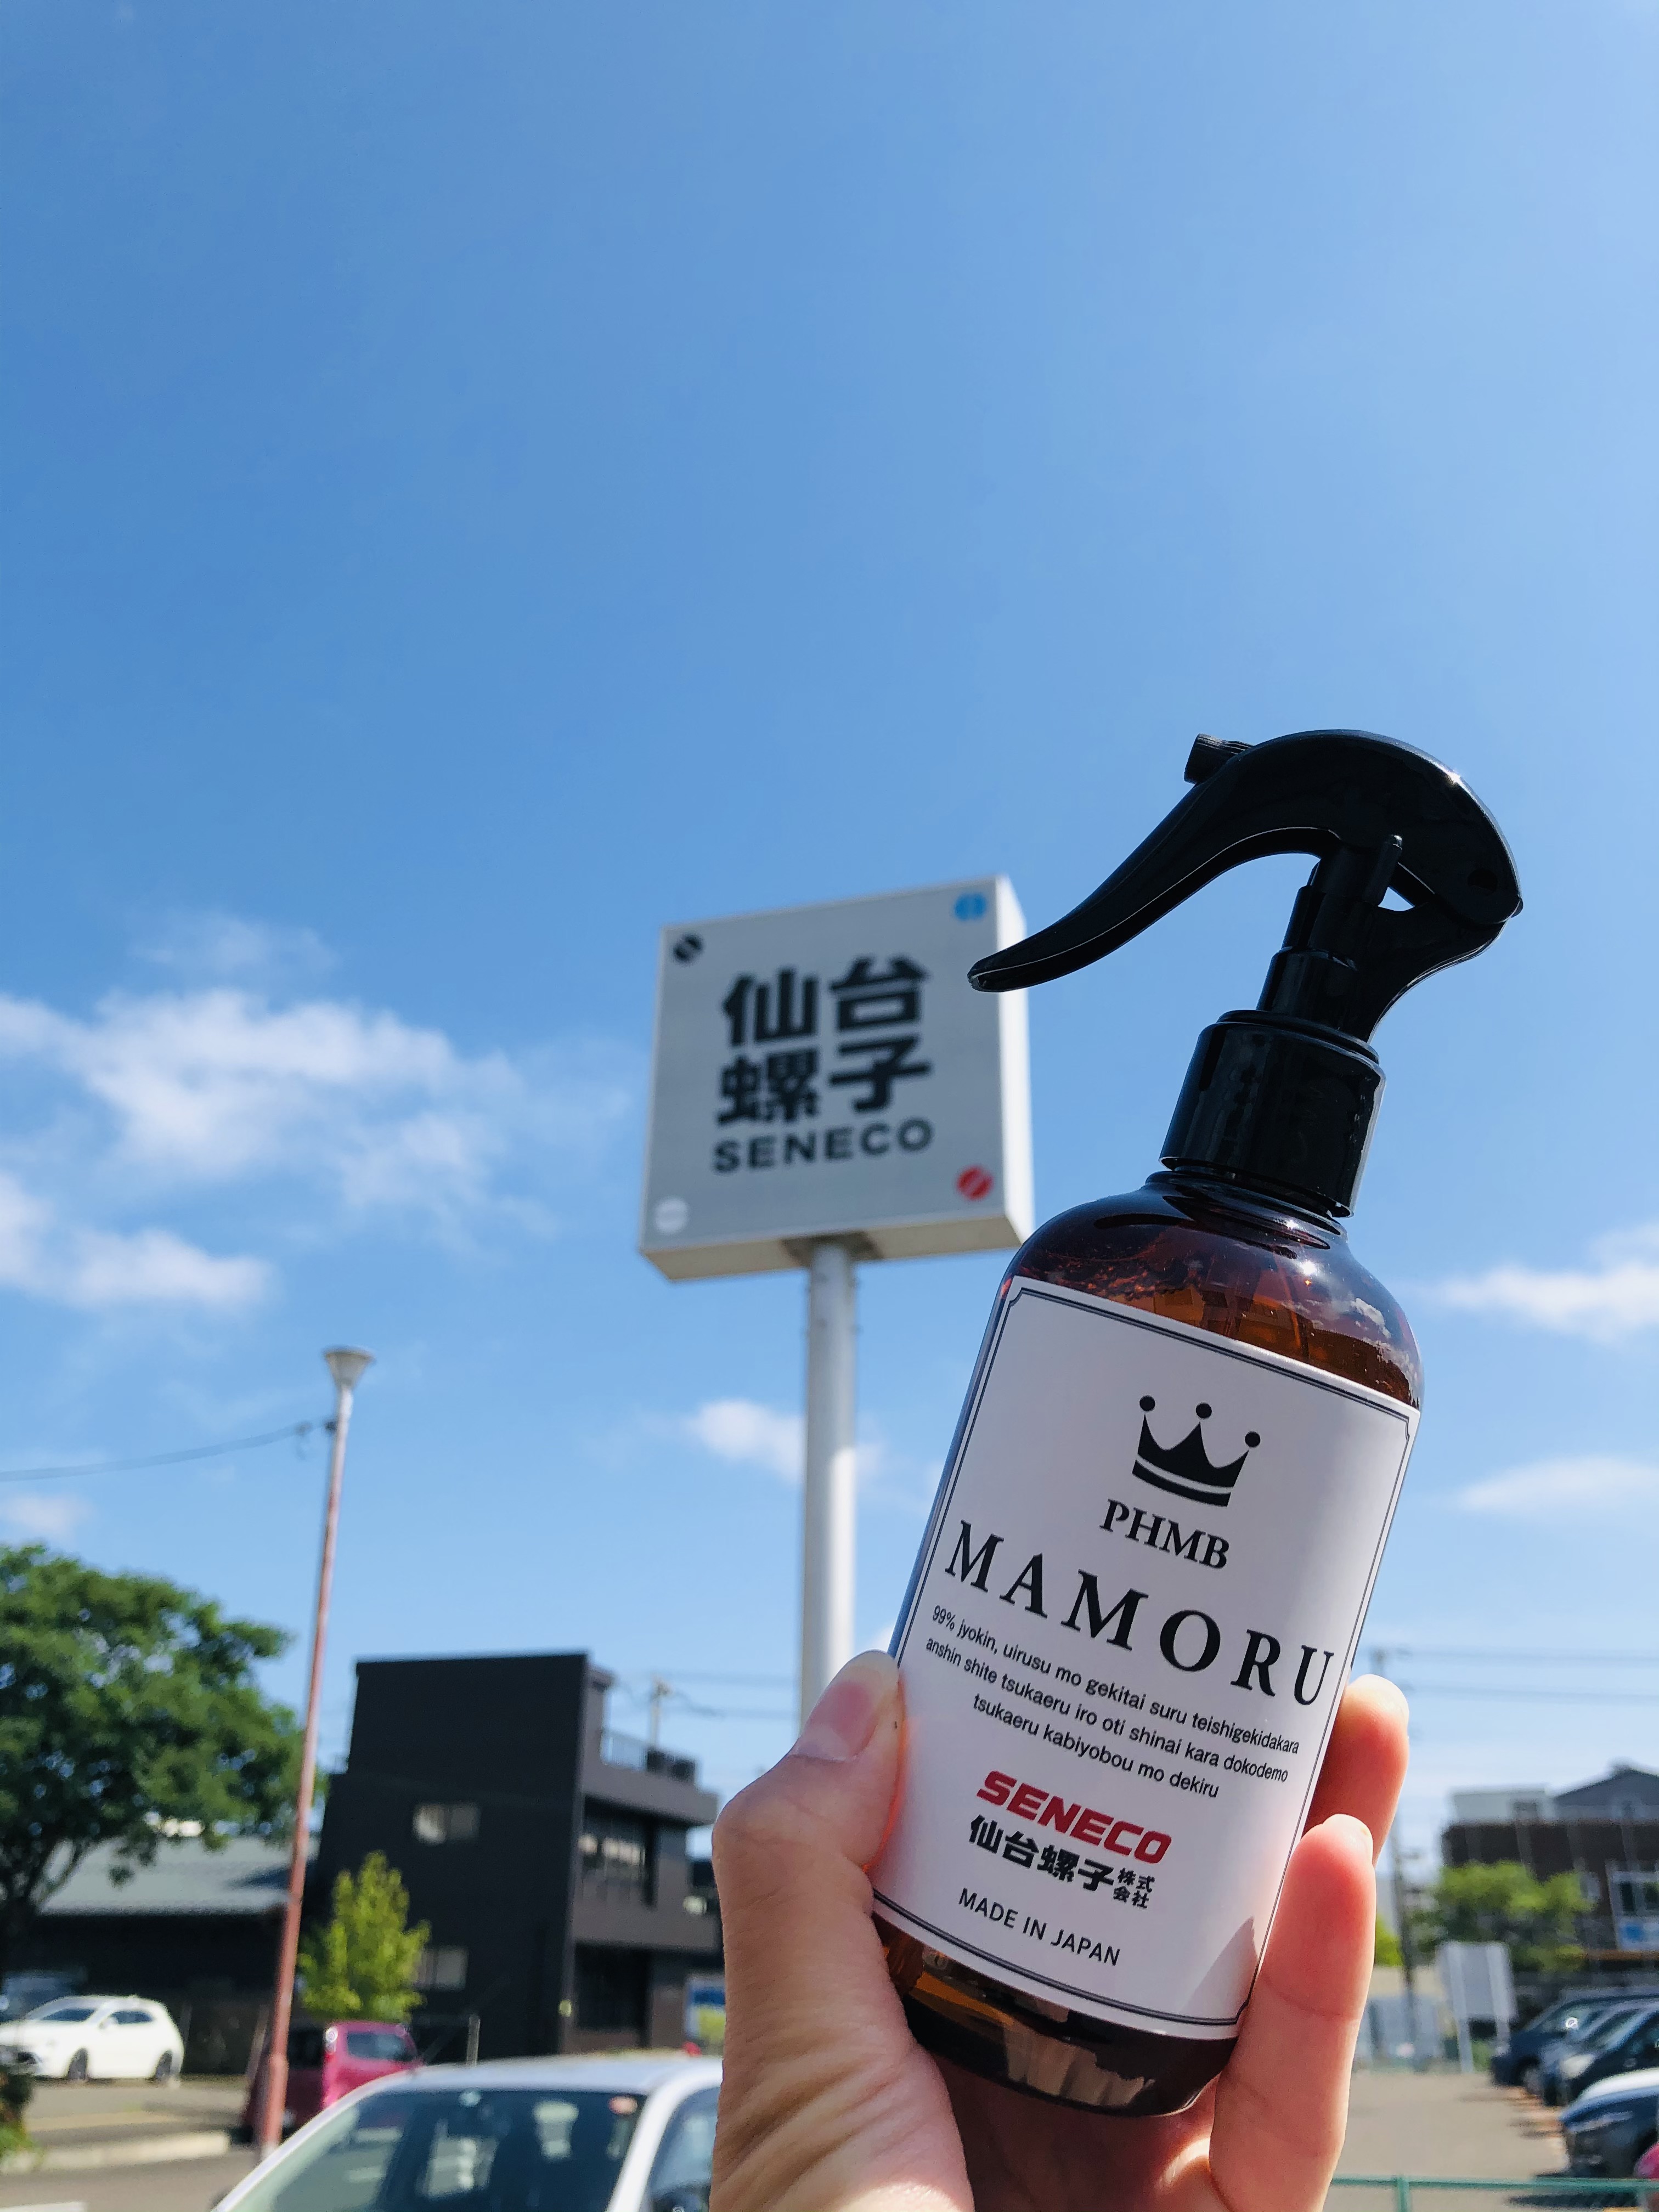 仙台
螺子
SENECO
PHMB
MAMORU
99% jyokin, uirusu mo gekitai suru teishigekidakara
anshin shite tsukaeru iro oti shinai kara dokodemo
tsukaeru kabiyobou mo dekiru
SENECO
仙台螺子株式会社
MADE IN JAPAN